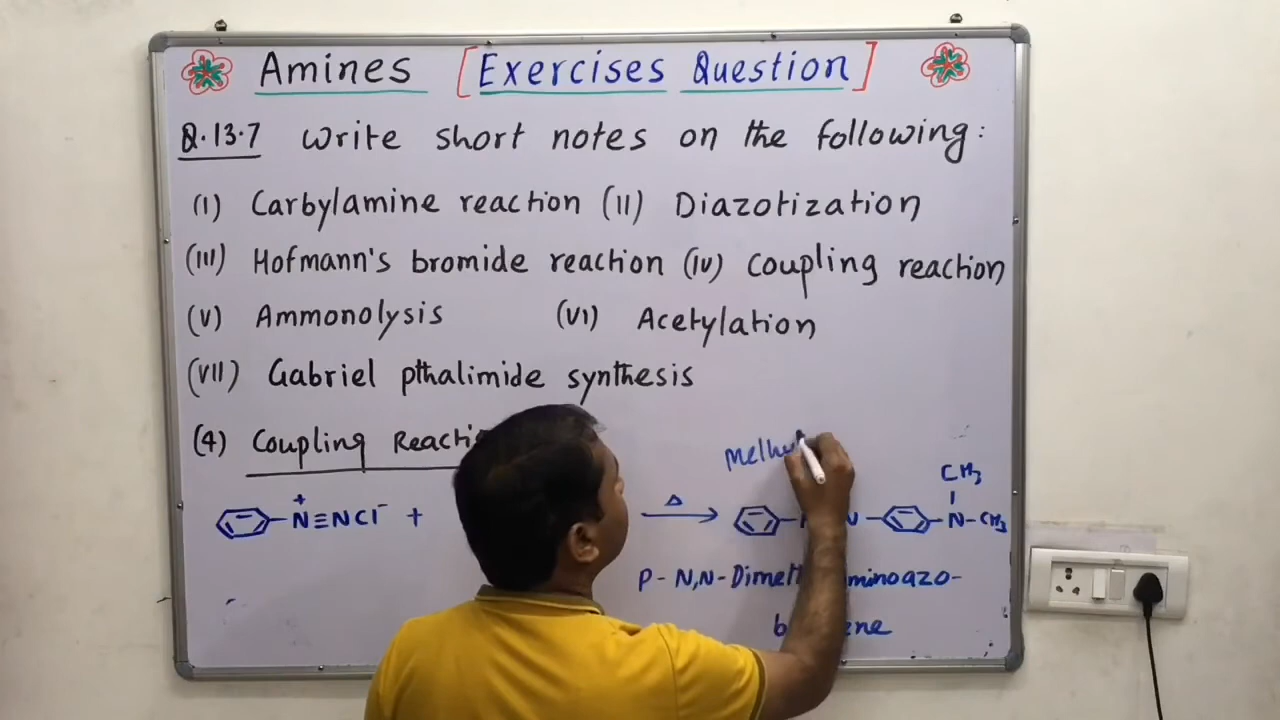 Amines [Exercises Question]
Q.13.7 Write short notes on the following:
(I) Carbylamine reaction (II) Diazotization
(III) Hofmann's bromide reaction (IV) Coupling reaction
(V) Ammonolysis (VI) Acetylation
(VII) Gabriel pthalimide synthesis
(4) Coupling
CH₃
N⁺≡NCl⁻ + Δ → N-CH₃
P-N,N-